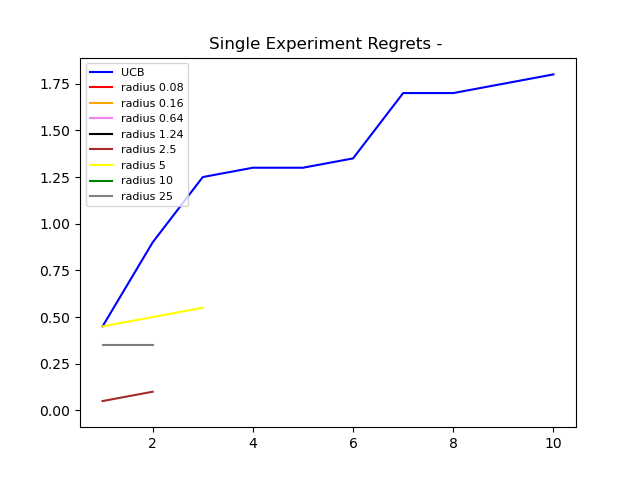 Single Experiment Regrets -
UCB
radius 0.08
radius 0.16
radius 0.64
radius 1.24
radius 2.5
radius 5
radius 10
radius 25
1.75
1.50
1.25
1.00
0.75
0.50
0.25
0.00
2 4 6 8 10